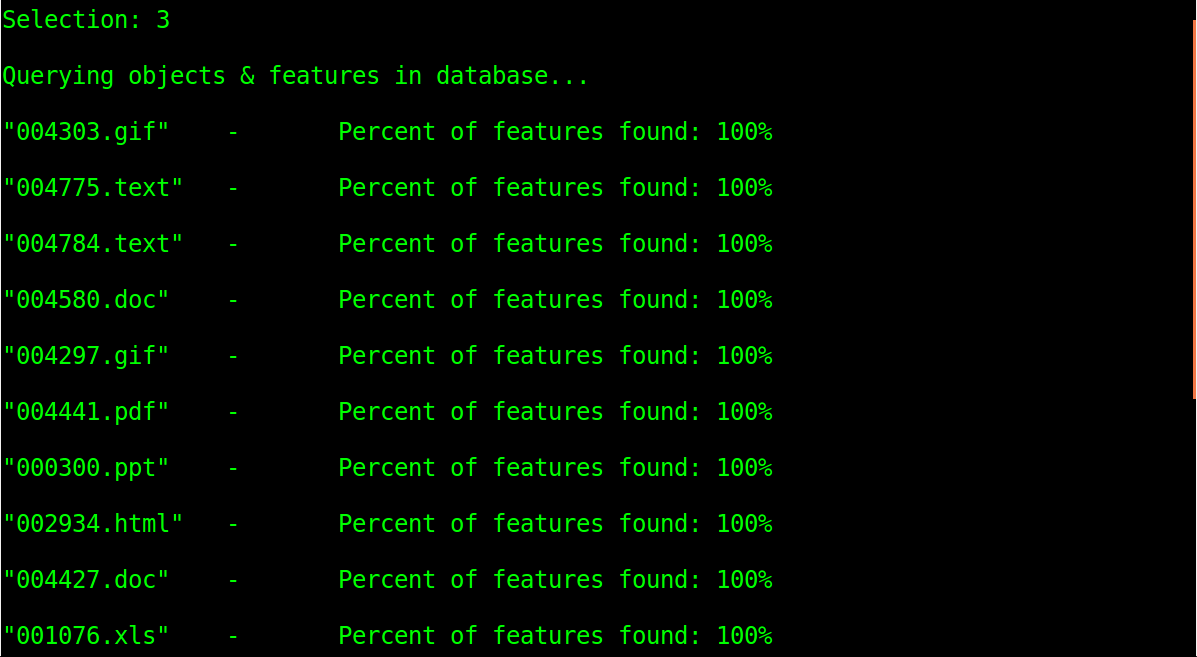 Selection: 3
Querying objects & features in database...
"004303.gif"    -       Percent of features found: 100%
"004775.text"   -       Percent of features found: 100%
"004784.text"   -       Percent of features found: 100%
"004580.doc"    -       Percent of features found: 100%
"004297.gif"    -       Percent of features found: 100%
"004441.pdf"    -       Percent of features found: 100%
"000300.ppt"    -       Percent of features found: 100%
"002934.html"   -       Percent of features found: 100%
"004427.doc"    -       Percent of features found: 100%
"001076.xls"    -       Percent of features found: 100%